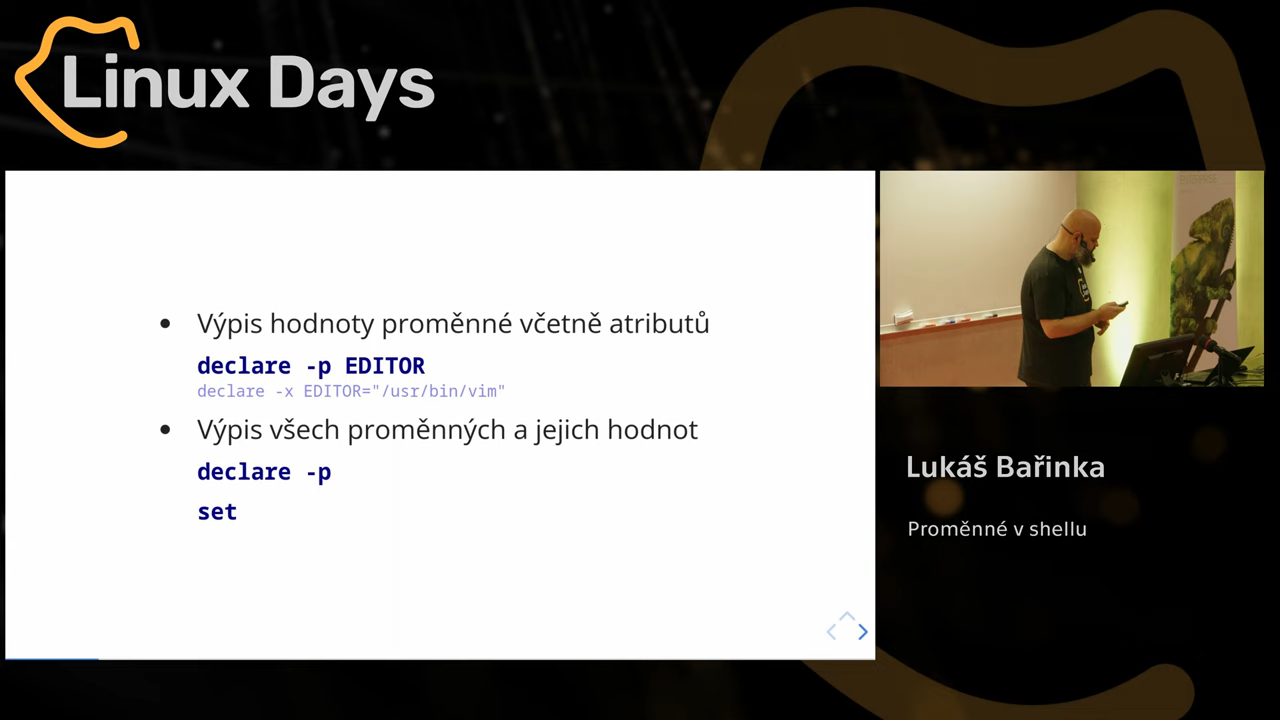 Linux Days
Výpis hodnoty proměnné včetně atributů
declare -p EDITOR
declare -x EDITOR="/usr/bin/vim"
Výpis všech proměnných a jejich hodnot
declare -p
set
Lukáš Bařinka
Proměnné v shellu